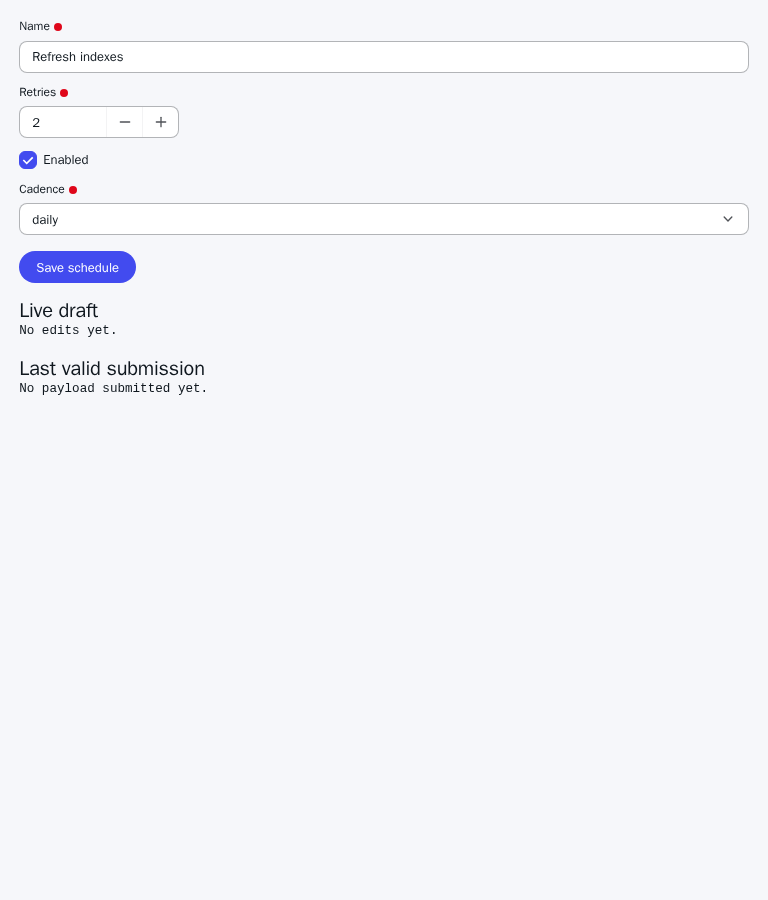 Name
Refresh indexes
Retries
2
Enabled
Cadence
daily
Save schedule
Live draft
No edits yet.
Last valid submission
No payload submitted yet.